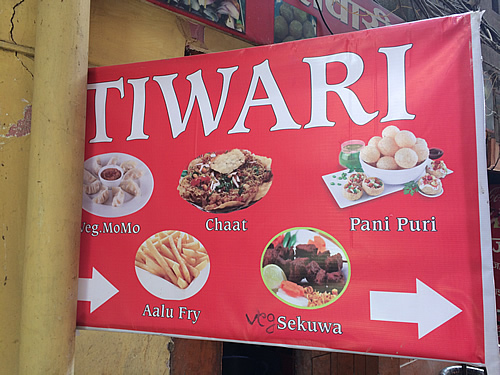 TIWARI
Veg.MoMo
Chaat
Pani Puri
Aalu Fry
Veg Sekuwa